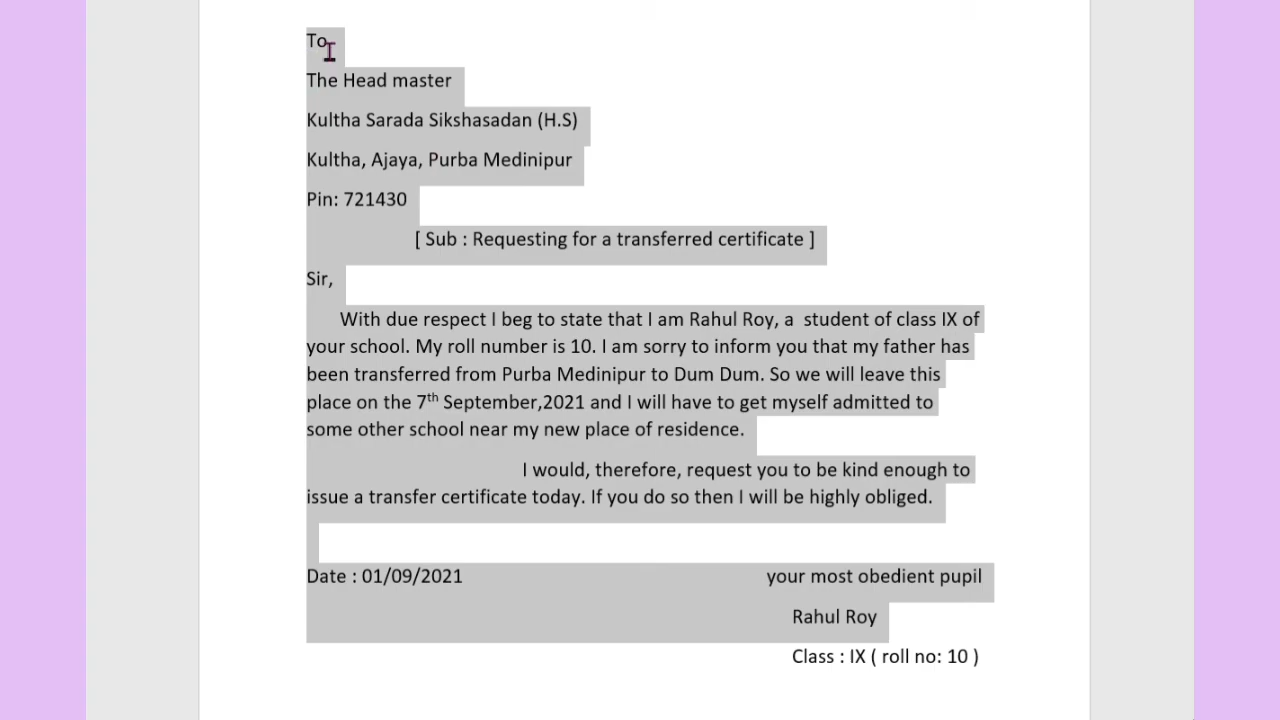 To
The Head master
Kultha Sarada Sikshasadan (H.S)
Kultha, Ajaya, Purba Medinipur
Pin: 721430
[ Sub : Requesting for a transferred certificate ]
Sir,
With due respect I beg to state that I am Rahul Roy, a  student of class IX of
your school. My roll number is 10. I am sorry to inform you that my father has
been transferred from Purba Medinipur to Dum Dum. So we will leave this
place on the 7th September,2021 and I will have to get myself admitted to
some other school near my new place of residence.
I would, therefore, request you to be kind enough to
issue a transfer certificate today. If you do so then I will be highly obliged.
Date : 01/09/2021 your most obedient pupil
Rahul Roy
Class : IX ( roll no: 10 )